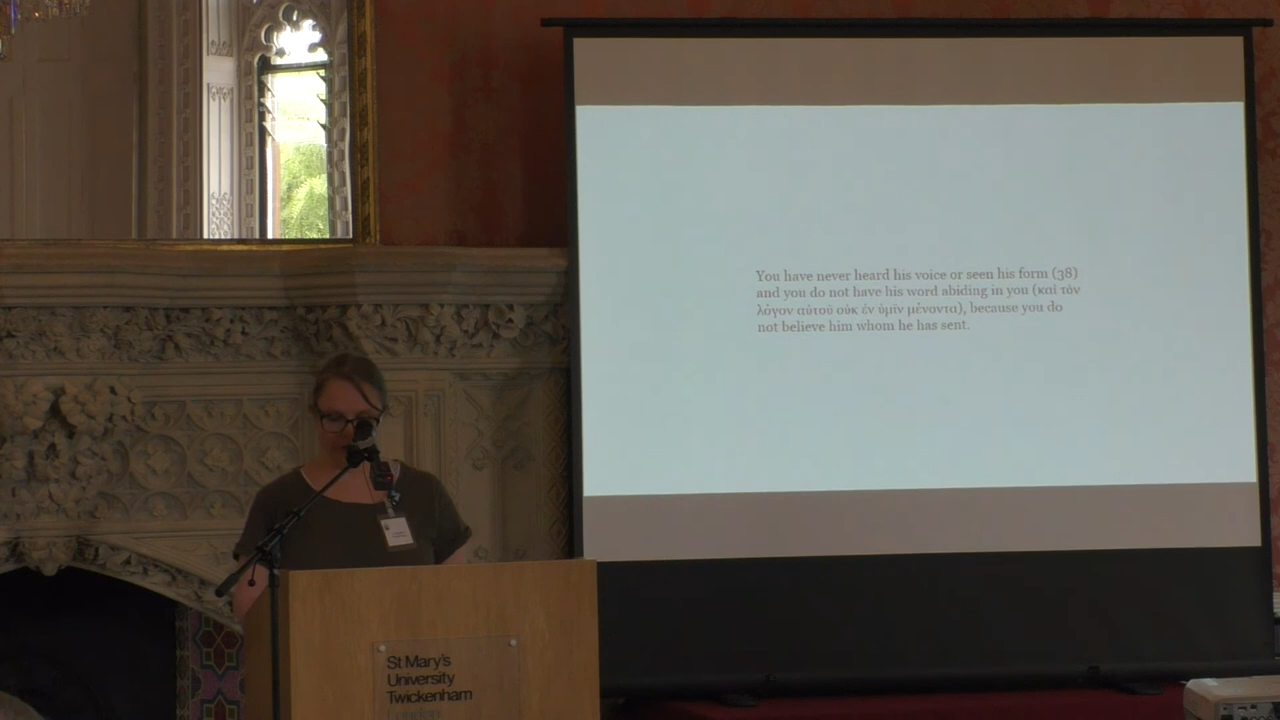 You have never heard his voice or seen his form (38)
and you do not have his word abiding in you (καὶ τὸν
λόγον αὐτοῦ οὐκ ἐν ὑμῖν μένοντα), because you do
not believe him whom he has sent.
St Mary's
University
Twickenham
London